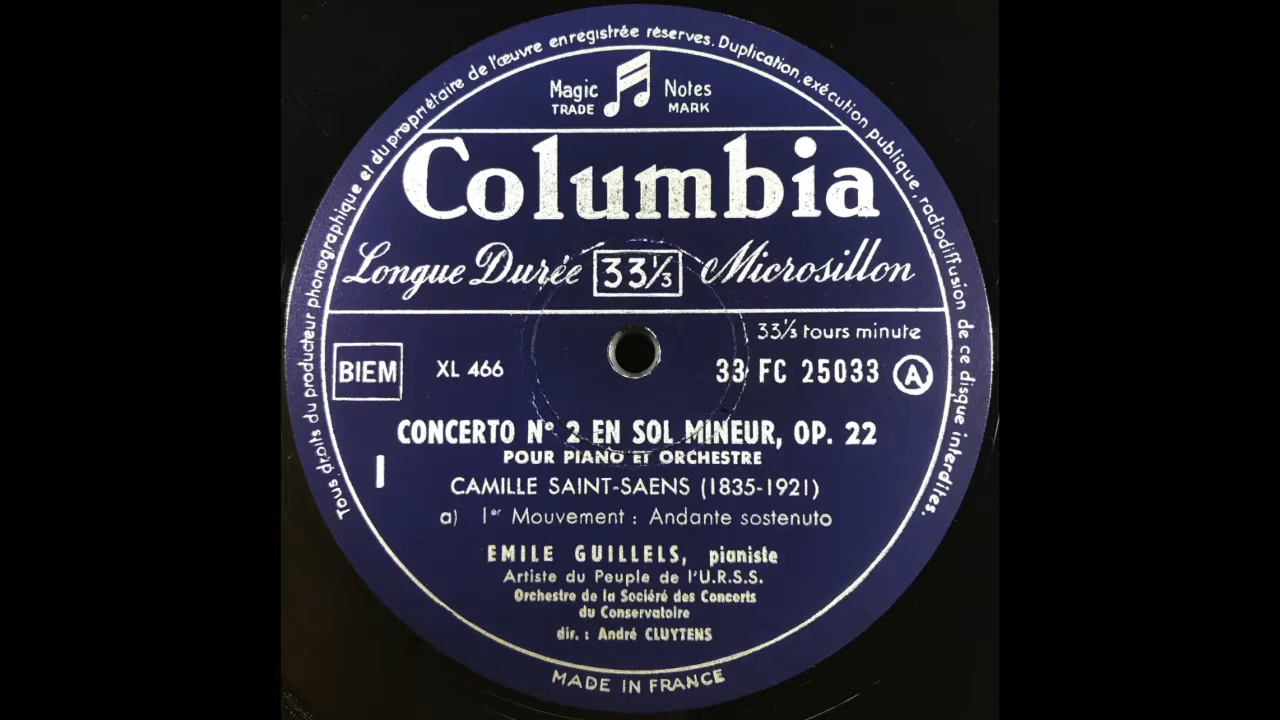 Tous droits du producteur phonographique et du propriétaire de l'œuvre enregistrée réservés. Duplication, exécution publique, radiodiffusion de ce disque interdites.
Magic Notes
TRADE MARK
Columbia
Longue Durée 33⅓ Microsillon
33⅓ tours minute
BIEM XL 466 33 FC 25033 A
CONCERTO N° 2 EN SOL MINEUR, OP. 22
POUR PIANO ET ORCHESTRE
I
CAMILLE SAINT-SAENS (1835-1921)
a) 1er Mouvement : Andante sostenuto
EMILE GUILLELS, pianiste
Artiste du Peuple de l'U.R.S.S.
Orchestre de la Sociéré des Concerts
du Conservatoire
dir. : André CLUYTENS
MADE IN FRANCE